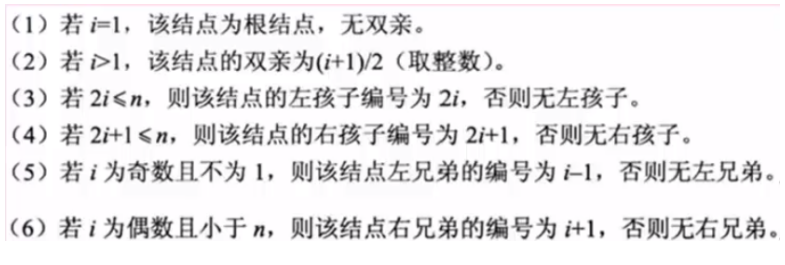 （1）若 i=1，该结点为根结点，无双亲。
（2）若 i>1，该结点的双亲为(i+1)/2（取整数）。
（3）若 2i≤n，则该结点的左孩子编号为 2i，否则无左孩子。
（4）若 2i+1≤n，则该结点的右孩子编号为 2i+1，否则无右孩子。
（5）若 i 为奇数且不为 1，则该结点左兄弟的编号为 i–1，否则无左兄弟。
（6）若 i 为偶数且小于 n，则该结点右兄弟的编号为 i+1，否则无右兄弟。